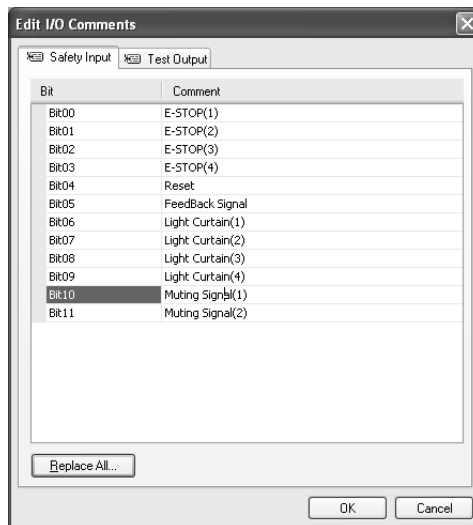 Edit I/O Comments
Safety Input Test Output
Bit Comment
Bit00 E-STOP(1)
Bit01 E-STOP(2)
Bit02 E-STOP(3)
Bit03 E-STOP(4)
Bit04 Reset
Bit05 FeedBack Signal
Bit06 Light Curtain(1)
Bit07 Light Curtain(2)
Bit08 Light Curtain(3)
Bit09 Light Curtain(4)
Bit10 Muting Signal(1)
Bit11 Muting Signal(2)
Replace All...
OK Cancel